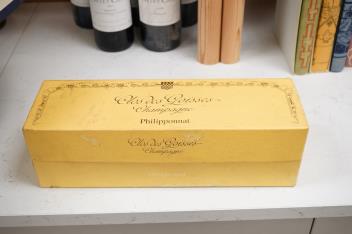 Clos des Goisses
Champagne
Philipponnat
Clos des Goisses
Champagne